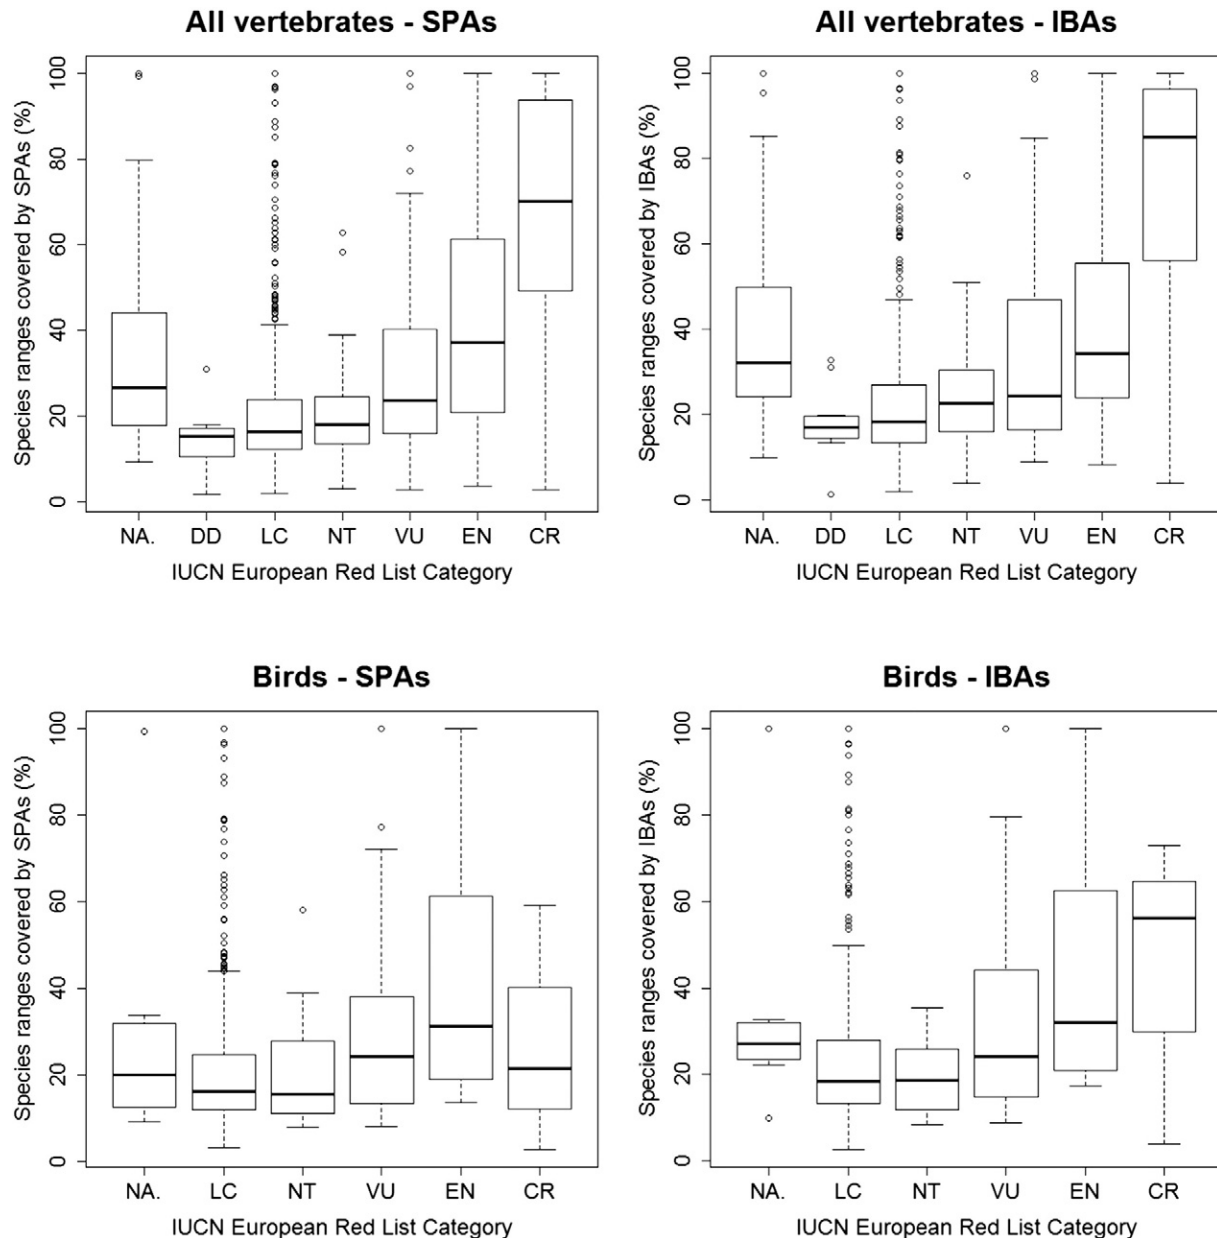 All vertebrates - SPAs
Species ranges covered by SPAs (%)
100
80
60
40
20
0
NA. DD LC NT VU EN CR
IUCN European Red List Category
All vertebrates - IBAs
Species ranges covered by IBAs (%)
100
80
60
40
20
0
NA. DD LC NT VU EN CR
IUCN European Red List Category
Birds - SPAs
Species ranges covered by SPAs (%)
100
80
60
40
20
0
NA. LC NT VU EN CR
IUCN European Red List Category
Birds - IBAs
Species ranges covered by IBAs (%)
100
80
60
40
20
0
NA. LC NT VU EN CR
IUCN European Red List Category